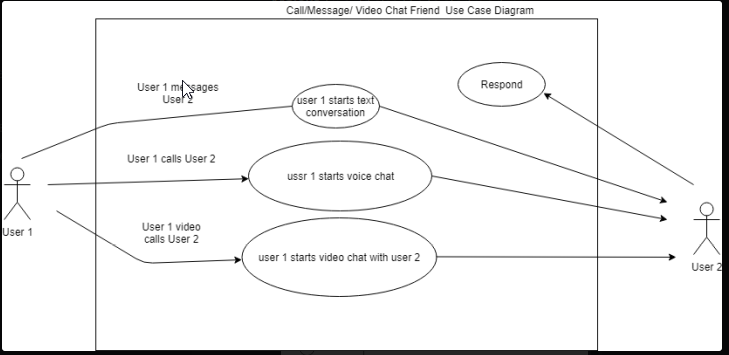 Call/Message/ Video Chat Friend Use Case Diagram
User 1 messages
User 2
user 1 starts text
conversation
Respond
User 1 calls User 2
ussr 1 starts voice chat
User 1
User 1 video
calls User 2
user 1 starts video chat with user 2
User 2